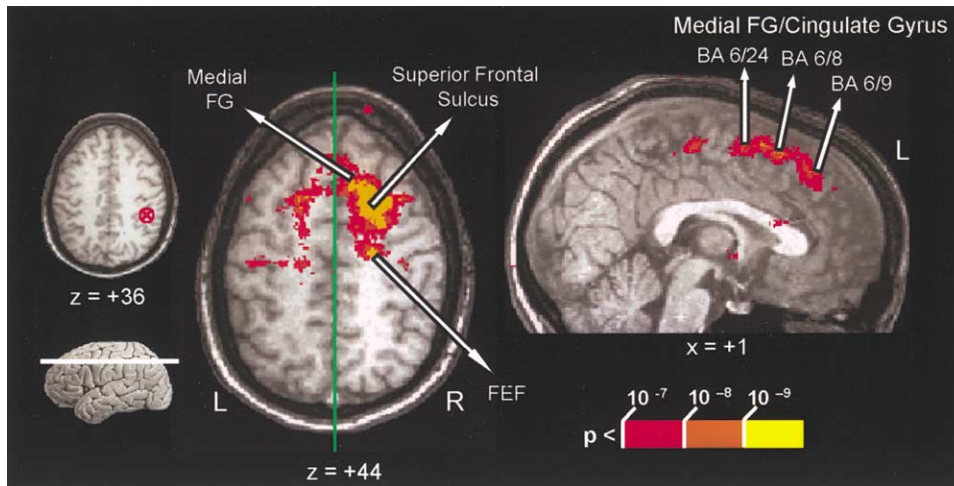 Medial FG/Cingulate Gyrus
BA 6/24
BA 6/8
BA 6/9
Medial
FG
Superior Frontal
Sulcus
L
z = +36
x = +1
L
R
FEF
10 -7
10 -8
10 -9
p <
z = +44